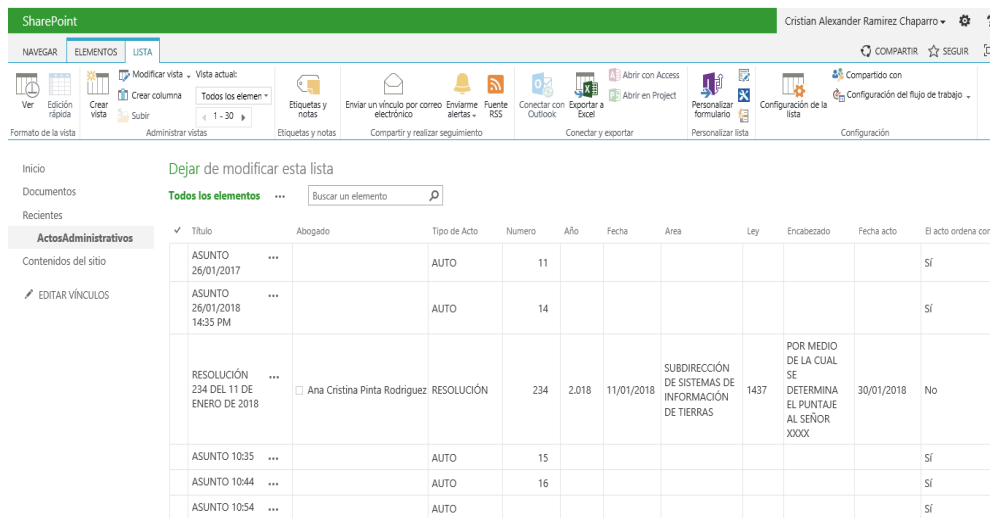 SharePoint
Cristian Alexander Ramirez Chaparro
NAVEGAR ELEMENTOS LISTA
COMPARTIR SEGUIR
Ver
Edición rápida
Formato de la vista
Crear vista
Modificar vista
Crear columna
Subir
Vista actual:
Todos los elemen
1 - 30
Administrar vistas
Etiquetas y notas
Etiquetas y notas
Enviar un vínculo por correo electrónico
Enviarme alertas
Fuente RSS
Compartir y realizar seguimiento
Conectar con Outlook
Exportar a Excel
Abrir con Access
Abrir en Project
Conectar y exportar
Personalizar formulario
Personalizar lista
Configuración de la lista
Compartido con
Configuración del flujo de trabajo
Configuración
Inicio
Documentos
Recientes
ActosAdministrativos
Contenidos del sitio
EDITAR VÍNCULOS
Dejar de modificar esta lista
Todos los elementos ...
Buscar un elemento
Título Abogado Tipo de Acto Numero Año Fecha Area Ley Encabezado Fecha acto El acto ordena con
ASUNTO 26/01/2017 ... AUTO 11 Sí
ASUNTO 26/01/2018 14:35 PM ... AUTO 14 Sí
RESOLUCIÓN 234 DEL 11 DE ENERO DE 2018 ... Ana Cristina Pinta Rodriguez RESOLUCIÓN 234 2.018 11/01/2018 SUBDIRECCIÓN DE SISTEMAS DE INFORMACIÓN DE TIERRAS 1437 POR MEDIO DE LA CUAL SE DETERMINA EL PUNTAJE AL SEÑOR XXXX 30/01/2018 No
ASUNTO 10:35 ... AUTO 15 Sí
ASUNTO 10:44 ... AUTO 16 Sí
ASUNTO 10:54 ... AUTO Sí